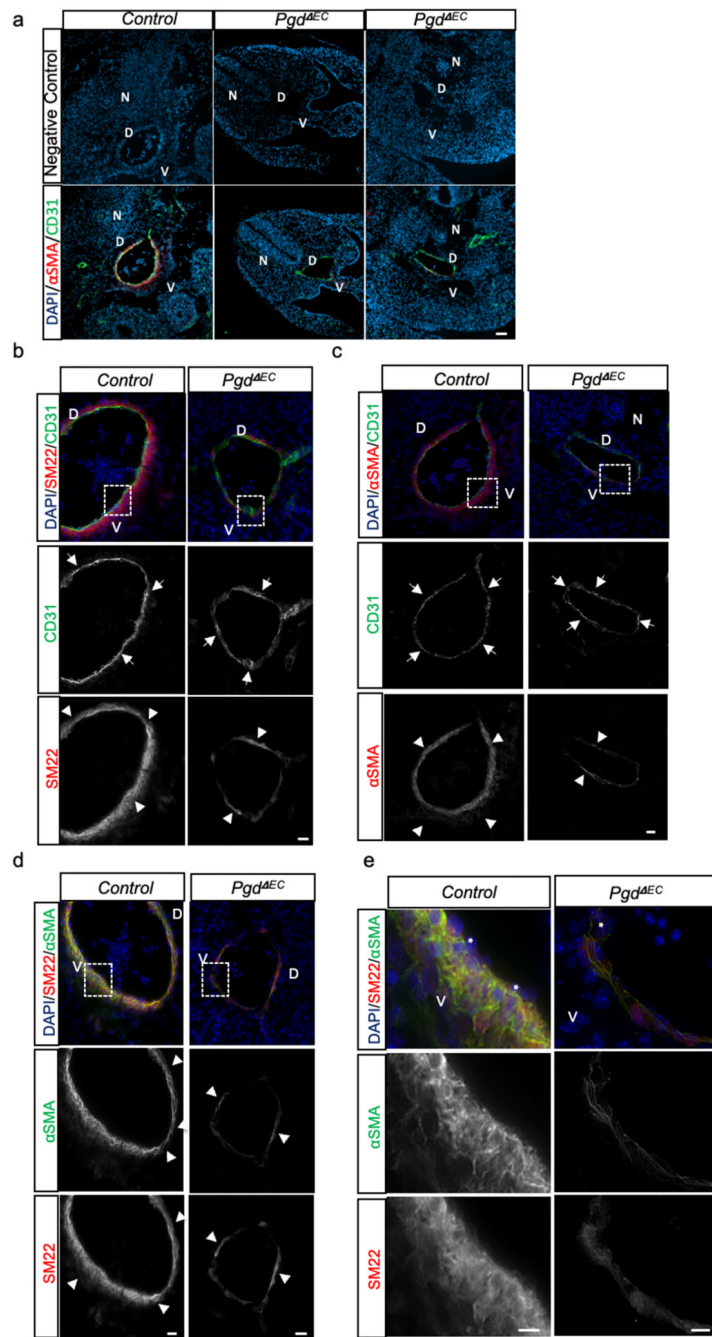 a
Control
Pgd^ΔEC
Pgd^ΔEC
Negative Control
N
D
V
N
D
V
N
D
V
DAPI/αSMA/CD31
N
D
V
N
D
V
N
D
V
b
Control
Pgd^ΔEC
DAPI/SM22/CD31
D
V
D
V
CD31
SM22
c
Control
Pgd^ΔEC
DAPI/αSMA/CD31
D
V
N
D
V
CD31
αSMA
d
Control
Pgd^ΔEC
DAPI/SM22/αSMA
D
V
V
D
αSMA
SM22
e
Control
Pgd^ΔEC
DAPI/SM22/αSMA
*
*
V
*
V
αSMA
SM22